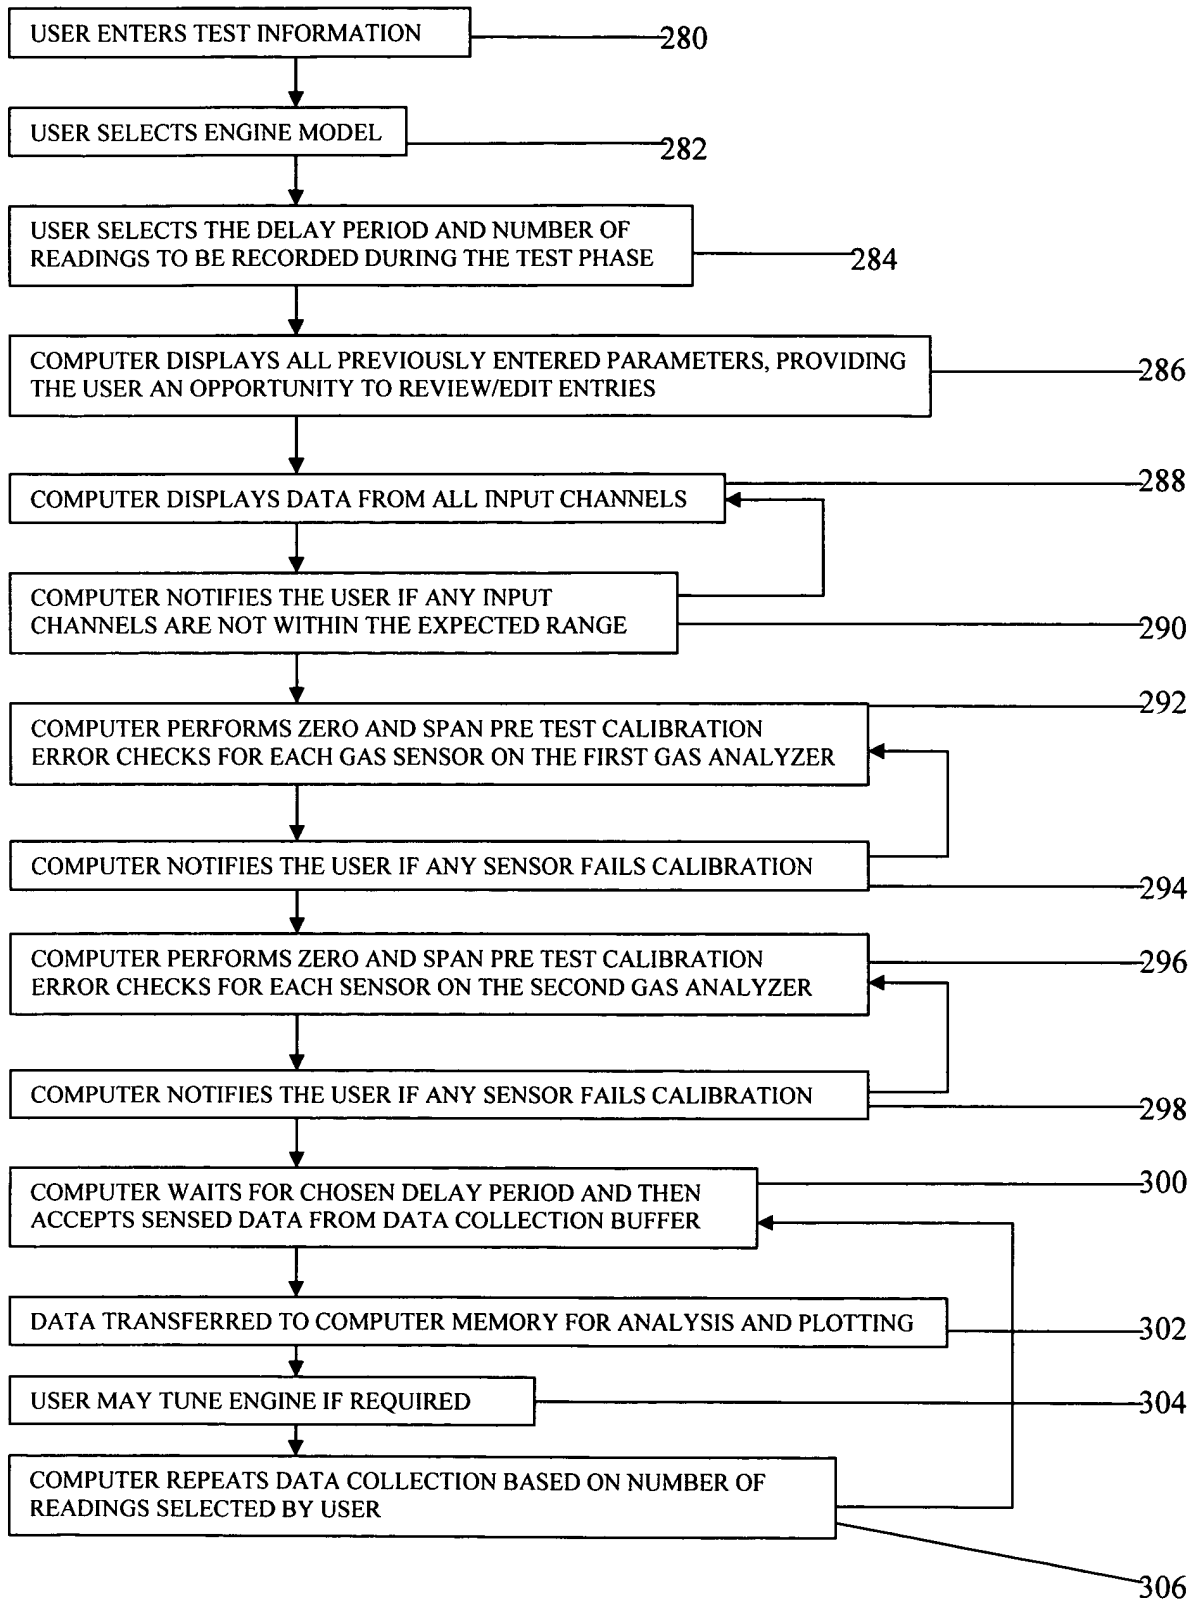 USER ENTERS TEST INFORMATION
280
USER SELECTS ENGINE MODEL
282
USER SELECTS THE DELAY PERIOD AND NUMBER OF
READINGS TO BE RECORDED DURING THE TEST PHASE
284
COMPUTER DISPLAYS ALL PREVIOUSLY ENTERED PARAMETERS, PROVIDING
THE USER AN OPPORTUNITY TO REVIEW/EDIT ENTRIES
286
COMPUTER DISPLAYS DATA FROM ALL INPUT CHANNELS
288
COMPUTER NOTIFIES THE USER IF ANY INPUT
CHANNELS ARE NOT WITHIN THE EXPECTED RANGE
290
COMPUTER PERFORMS ZERO AND SPAN PRE TEST CALIBRATION
ERROR CHECKS FOR EACH GAS SENSOR ON THE FIRST GAS ANALYZER
292
COMPUTER NOTIFIES THE USER IF ANY SENSOR FAILS CALIBRATION
294
COMPUTER PERFORMS ZERO AND SPAN PRE TEST CALIBRATION
ERROR CHECKS FOR EACH SENSOR ON THE SECOND GAS ANALYZER
296
COMPUTER NOTIFIES THE USER IF ANY SENSOR FAILS CALIBRATION
298
COMPUTER WAITS FOR CHOSEN DELAY PERIOD AND THEN
ACCEPTS SENSED DATA FROM DATA COLLECTION BUFFER
300
DATA TRANSFERRED TO COMPUTER MEMORY FOR ANALYSIS AND PLOTTING
302
USER MAY TUNE ENGINE IF REQUIRED
304
COMPUTER REPEATS DATA COLLECTION BASED ON NUMBER OF
READINGS SELECTED BY USER
306